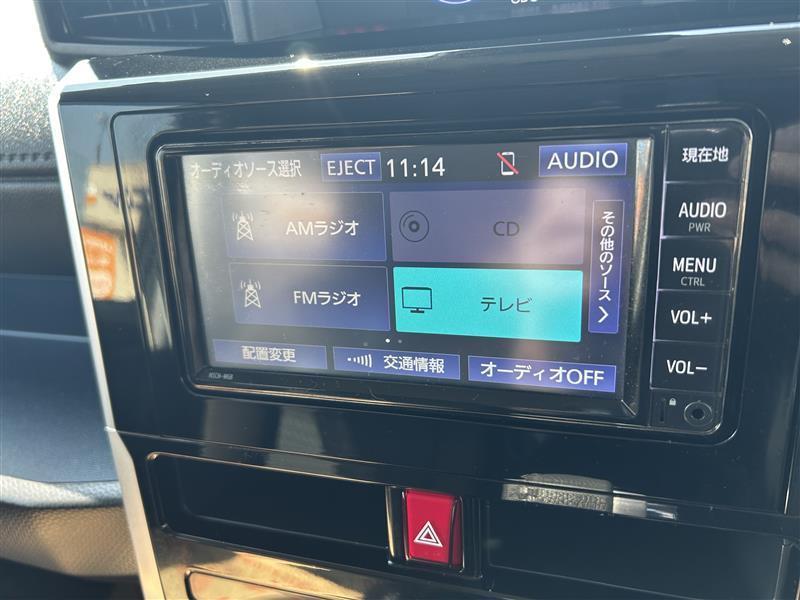 オーディオソース選択 EJECT 11:14 AUDIO
AMラジオ
CD
FMラジオ
テレビ
その他のソース
配置変更
交通情報
オーディオOFF
現在地
AUDIO
PWR
MENU
CTRL
VOL+
VOL−
NSCN-W68